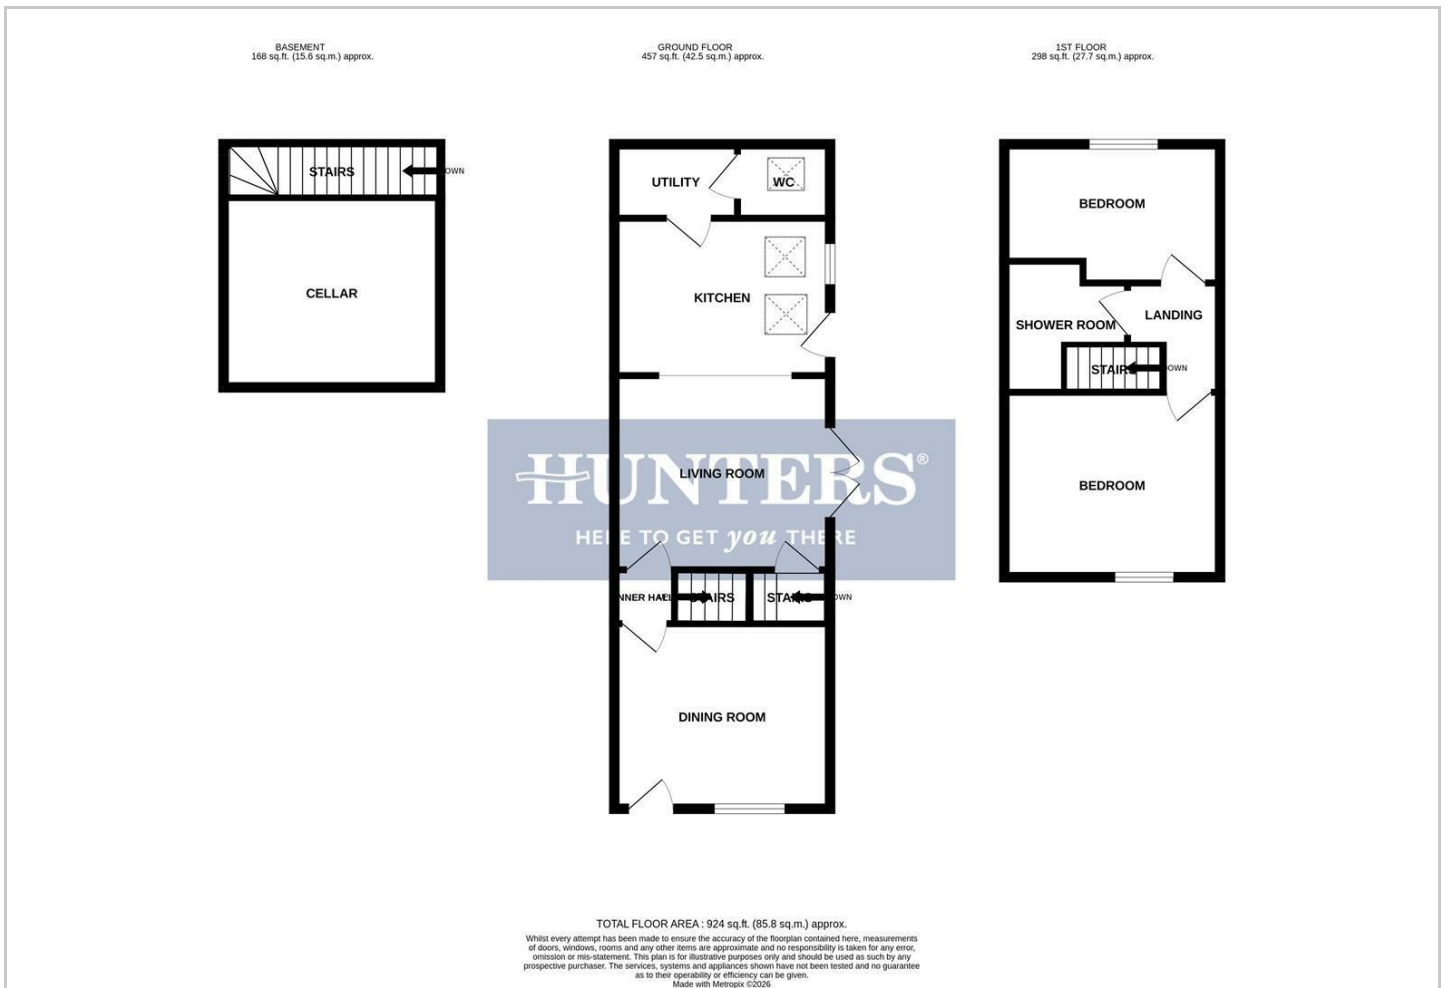 BASEMENT
168 sq.ft. (15.6 sq.m.) approx.
GROUND FLOOR
457 sq.ft. (42.5 sq.m.) approx.
1ST FLOOR
298 sq.ft. (27.7 sq.m.) approx.
STAIRS
OWN
CELLAR
UTILITY
WC
KITCHEN
LIVING ROOM
HUNTERS®
HERE TO GET you THERE
NNER HALL
STAIRS
STAIRS
OWN
DINING ROOM
BEDROOM
LANDING
SHOWER ROOM
STAIRS
OWN
BEDROOM
TOTAL FLOOR AREA : 924 sq.ft. (85.8 sq.m.) approx.
Whilst every attempt has been made to ensure the accuracy of the floorplan contained here, measurements
of doors, windows, rooms and any other items are approximate and no responsibility is taken for any error,
omission or mis-statement. This plan is for illustrative purposes only and should be used as such by any
prospective purchaser. The services, systems and appliances shown have not been tested and no guarantee
as to their operability or efficiency can be given.
Made with Metropix ©2026